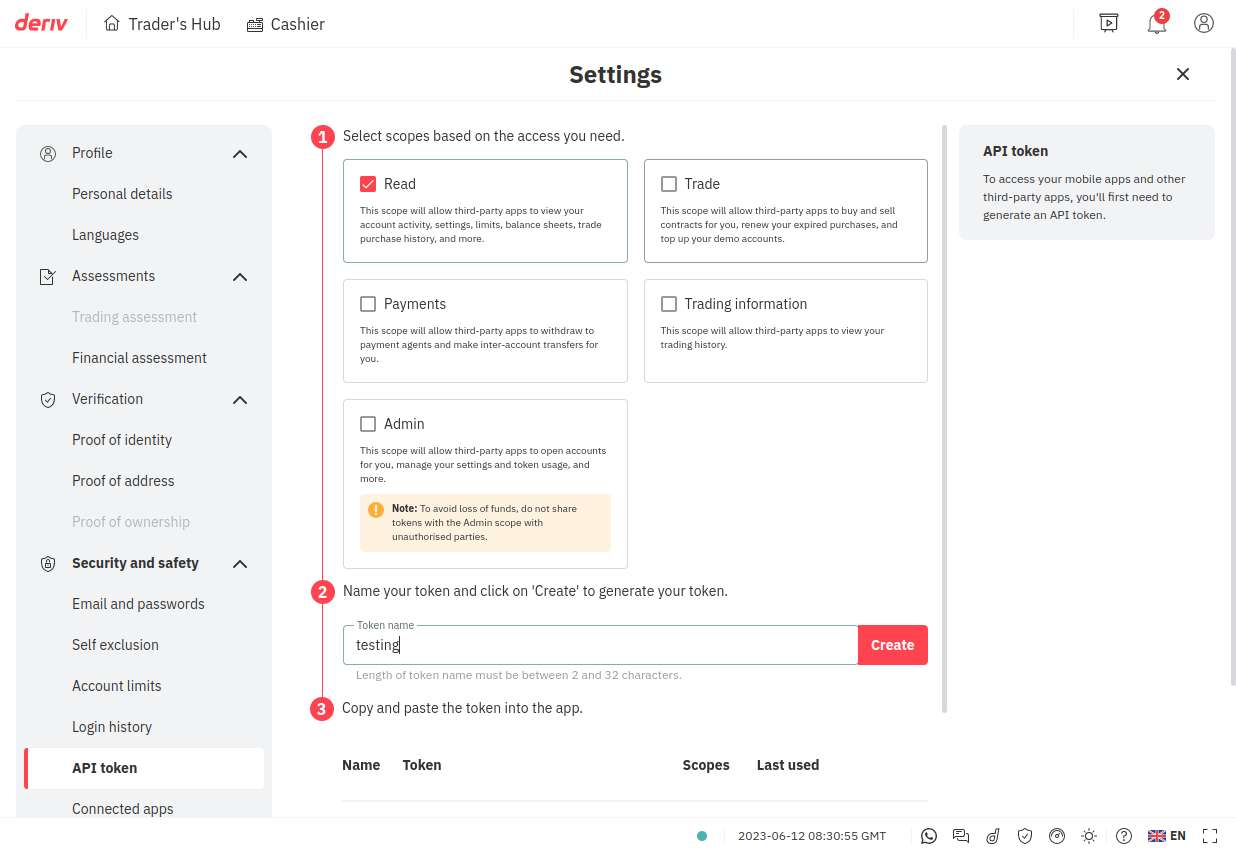 deriv
Trader's Hub
Cashier
2
Settings
Profile
Personal details
Languages
Assessments
Trading assessment
Financial assessment
Verification
Proof of identity
Proof of address
Proof of ownership
Security and safety
Email and passwords
Self exclusion
Account limits
Login history
API token
Connected apps
1 Select scopes based on the access you need.
Read
This scope will allow third-party apps to view your
account activity, settings, limits, balance sheets, trade
purchase history, and more.
Trade
This scope will allow third-party apps to buy and sell
contracts for you, renew your expired purchases, and
top up your demo accounts.
Payments
This scope will allow third-party apps to withdraw to
payment agents and make inter-account transfers for
you.
Trading information
This scope will allow third-party apps to view your
trading history.
Admin
This scope will allow third-party apps to open accounts
for you, manage your settings and token usage, and
more.
Note: To avoid loss of funds, do not share
tokens with the Admin scope with
unauthorised parties.
2 Name your token and click on 'Create' to generate your token.
Token name
testing
Create
Length of token name must be between 2 and 32 characters.
3 Copy and paste the token into the app.
Name Token Scopes Last used
API token
To access your mobile apps and other
third-party apps, you'll first need to
generate an API token.
2023-06-12 08:30:55 GMT
EN